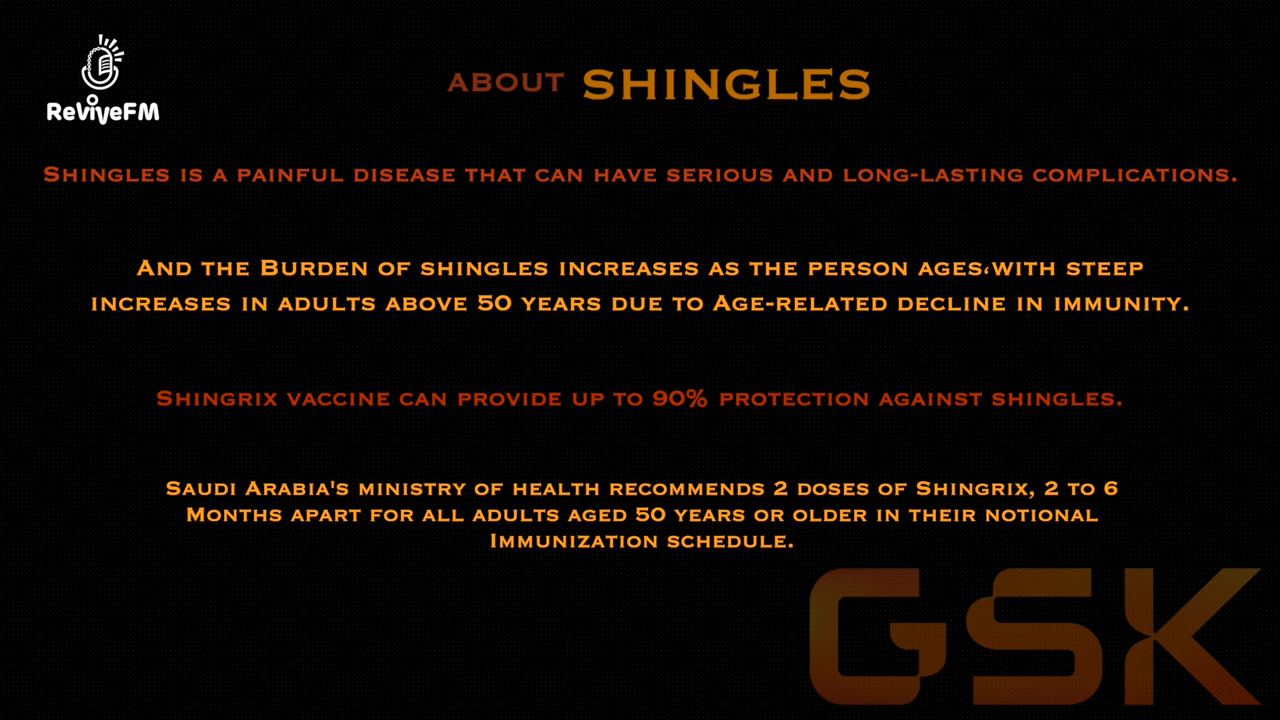 ReViveFM
ABOUT SHINGLES
Shingles is a painful disease that can have serious and long-lasting complications.
And the Burden of shingles increases as the person ages،with steep
increases in adults above 50 years due to Age-related decline in immunity.
Shingrix vaccine can provide up to 90% protection against shingles.
Saudi Arabia's ministry of health recommends 2 doses of Shingrix, 2 to 6
Months apart for all adults aged 50 years or older in their notional
Immunization schedule.
GSK